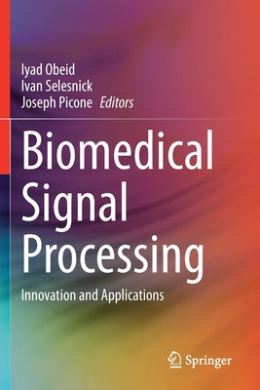 Iyad Obeid
Ivan Selesnick
Joseph Picone Editors
Biomedical
Signal
Processing
Innovation and Applications
Springer